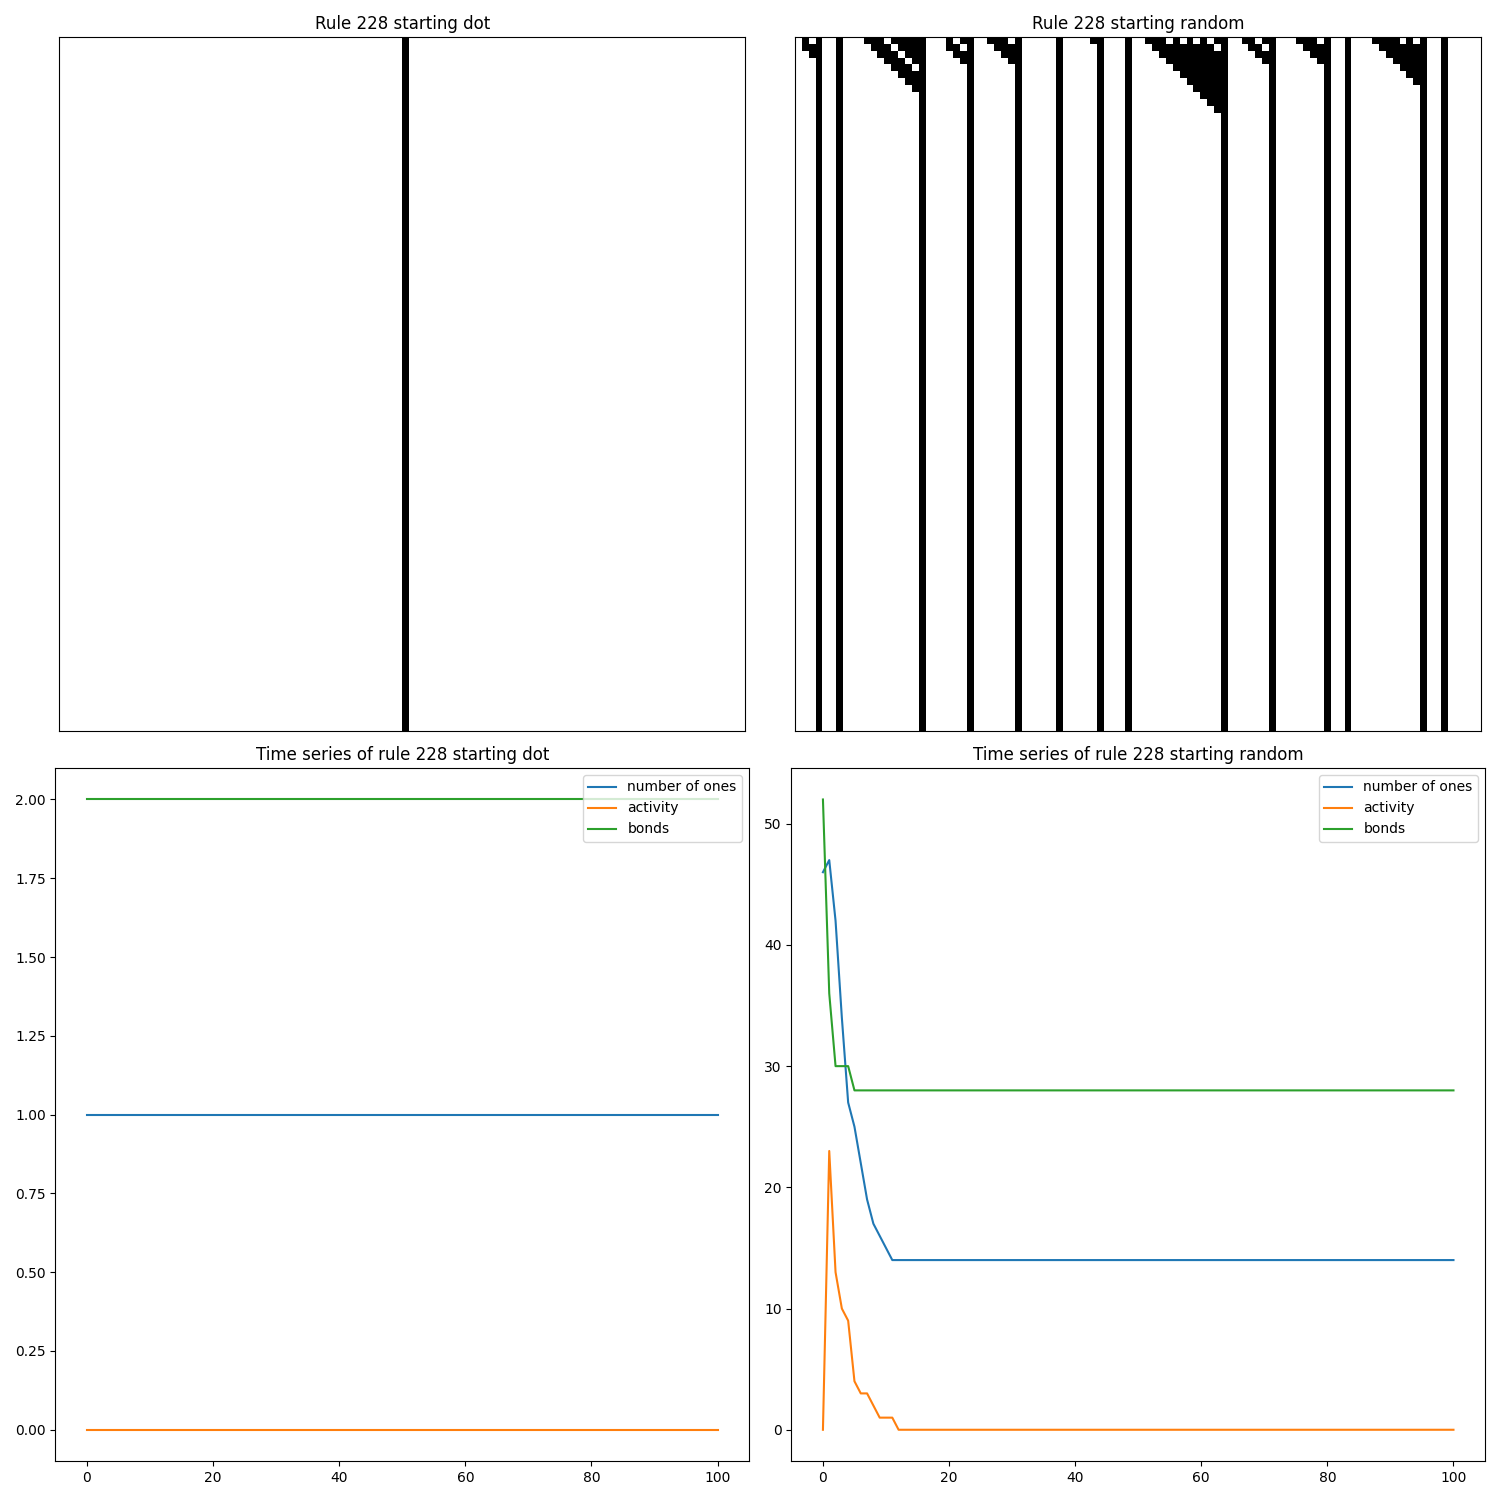 Rule 228 starting dot
Rule 228 starting random
Time series of rule 228 starting dot
2.00
1.75
1.50
1.25
1.00
0.75
0.50
0.25
0.00
0 20 40 60 80 100
number of ones
activity
bonds
Time series of rule 228 starting random
50
40
30
20
10
0
0 20 40 60 80 100
number of ones
activity
bonds